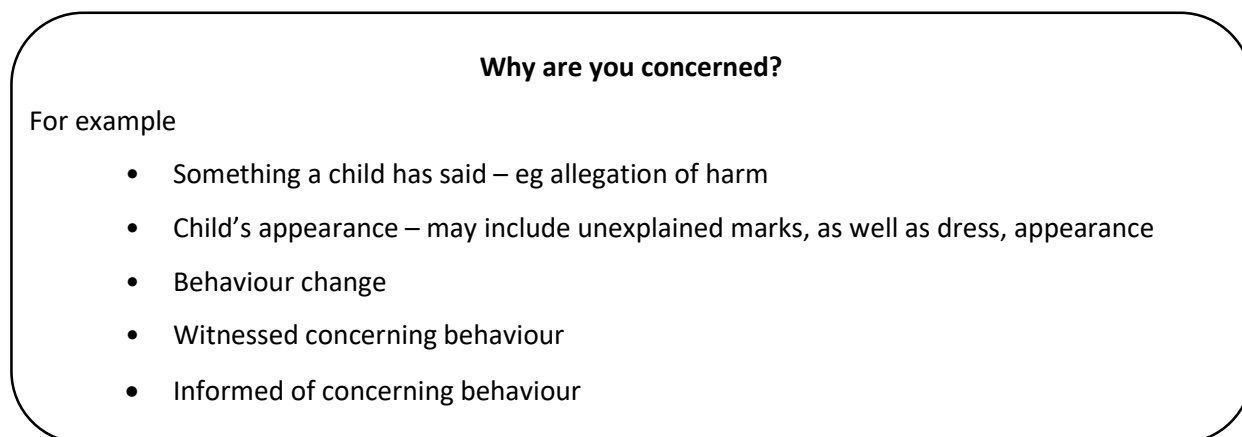 Why are you concerned?
For example
• Something a child has said – eg allegation of harm
• Child’s appearance – may include unexplained marks, as well as dress, appearance
• Behaviour change
• Witnessed concerning behaviour
• Informed of concerning behaviour